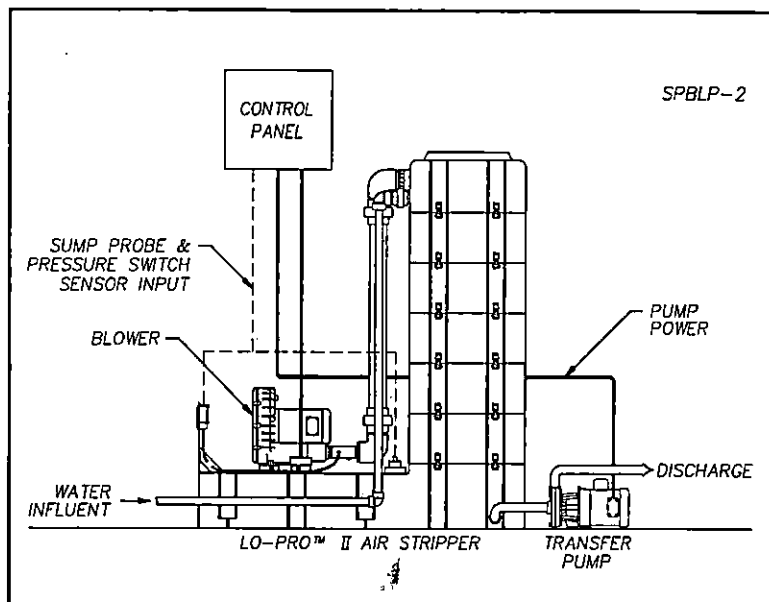 SPBLP-2
CONTROL
PANEL
SUMP PROBE &
PRESSURE SWITCH
SENSOR INPUT
BLOWER
PUMP
POWER
WATER
INFLUENT
DISCHARGE
LO-PRO™ II AIR STRIPPER
TRANSFER
PUMP